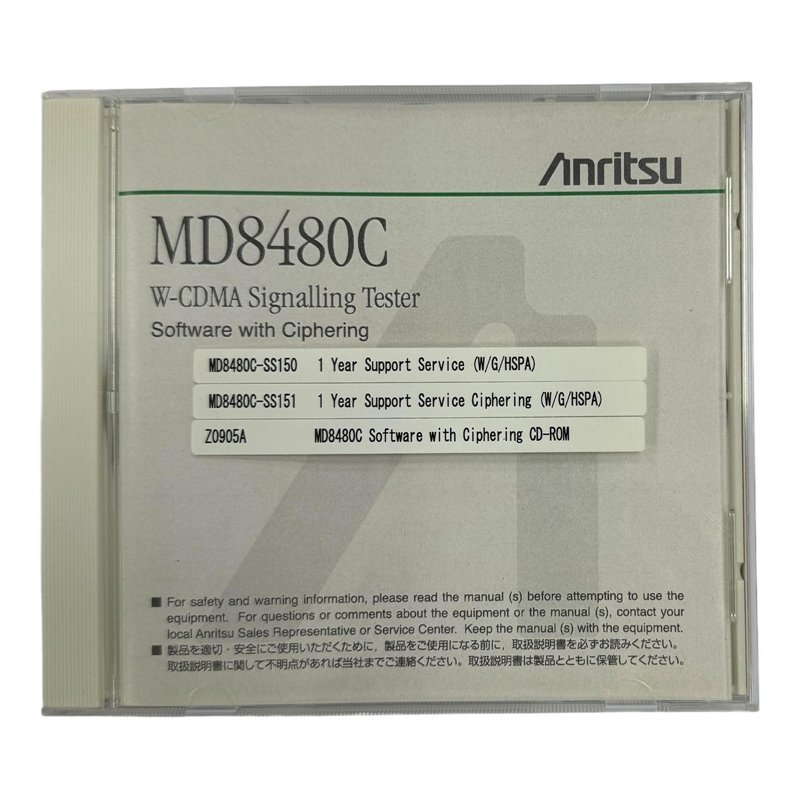 Anritsu
MD8480C
W-CDMA Signalling Tester
Software with Ciphering
MD8480C-SS150 1 Year Support Service (W/G/HSPA)
MD8480C-SS151 1 Year Support Service Ciphering (W/G/HSPA)
Z0905A MD8480C Software with Ciphering CD-ROM
■ For safety and warning information, please read the manual (s) before attempting to use the
equipment. For questions or comments about the equipment or the manual (s), contact your
local Anritsu Sales Representative or Service Center. Keep the manual (s) with the equipment.
■ 製品を適切・安全にご使用いただくために，製品をご使用になる前に，取扱説明書を必ずお読みください。
取扱説明書に関して不明点があれば当社までご連絡ください。取扱説明書は製品とともに保管してください。